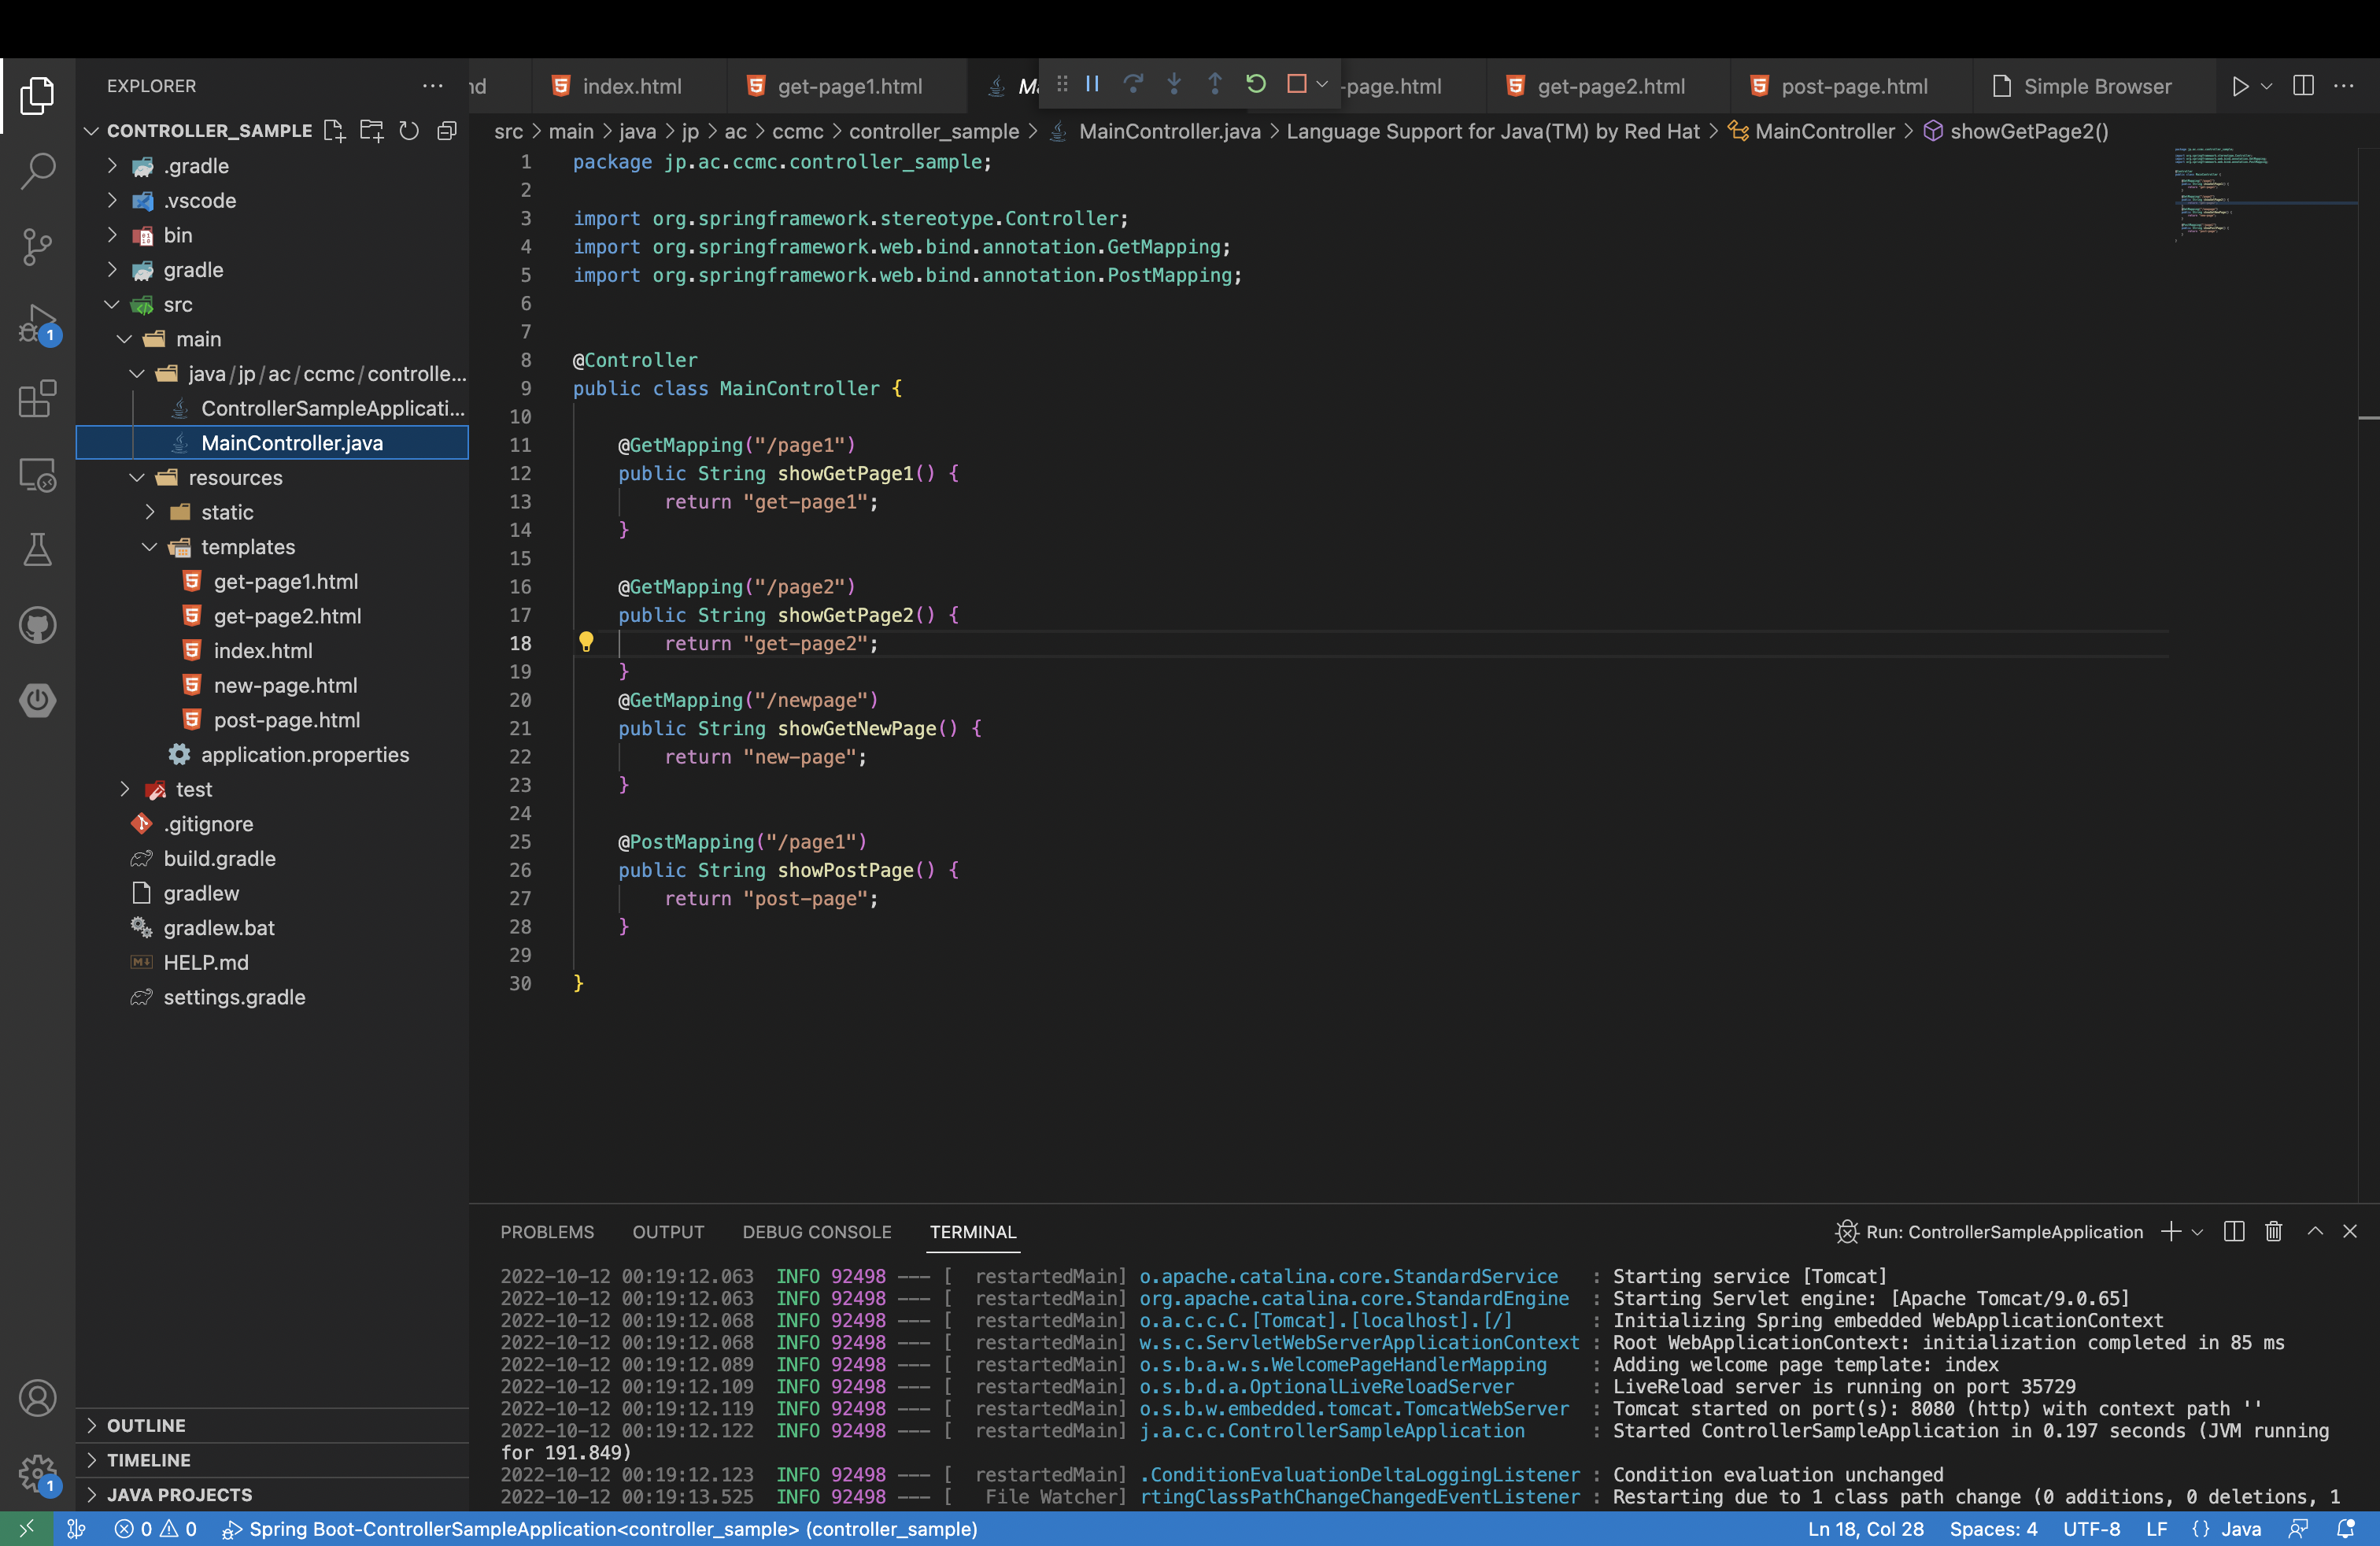 EXPLORER
CONTROLLER_SAMPLE
.gradle
.vscode
bin
gradle
src
main
java/jp/ac/ccmc/controlle...
ControllerSampleApplicati...
MainController.java
resources
static
templates
get-page1.html
get-page2.html
index.html
new-page.html
post-page.html
application.properties
test
.gitignore
build.gradle
gradlew
gradlew.bat
HELP.md
settings.gradle
OUTLINE
TIMELINE
JAVA PROJECTS
index.html get-page1.html -page.html get-page2.html post-page.html Simple Browser
src > main > java > jp > ac > ccmc > controller_sample > MainController.java > Language Support for Java(TM) by Red Hat > MainController > showGetPage2()
1 package jp.ac.ccmc.controller_sample;
2
3 import org.springframework.stereotype.Controller;
4 import org.springframework.web.bind.annotation.GetMapping;
5 import org.springframework.web.bind.annotation.PostMapping;
6
7
8 @Controller
9 public class MainController {
10
11 @GetMapping("/page1")
12 public String showGetPage1() {
13 return "get-page1";
14 }
15
16 @GetMapping("/page2")
17 public String showGetPage2() {
18 return "get-page2";
19 }
20 @GetMapping("/newpage")
21 public String showGetNewPage() {
22 return "new-page";
23 }
24
25 @PostMapping("/page1")
26 public String showPostPage() {
27 return "post-page";
28 }
29
30 }
PROBLEMS OUTPUT DEBUG CONSOLE TERMINAL Run: ControllerSampleApplication
2022-10-12 00:19:12.063 INFO 92498 --- [ restartedMain] o.apache.catalina.core.StandardService : Starting service [Tomcat]
2022-10-12 00:19:12.063 INFO 92498 --- [ restartedMain] org.apache.catalina.core.StandardEngine : Starting Servlet engine: [Apache Tomcat/9.0.65]
2022-10-12 00:19:12.068 INFO 92498 --- [ restartedMain] o.a.c.c.C.[Tomcat].[localhost].[/] : Initializing Spring embedded WebApplicationContext
2022-10-12 00:19:12.068 INFO 92498 --- [ restartedMain] w.s.c.ServletWebServerApplicationContext : Root WebApplicationContext: initialization completed in 85 ms
2022-10-12 00:19:12.089 INFO 92498 --- [ restartedMain] o.s.b.a.w.s.WelcomePageHandlerMapping : Adding welcome page template: index
2022-10-12 00:19:12.109 INFO 92498 --- [ restartedMain] o.s.b.d.a.OptionalLiveReloadServer : LiveReload server is running on port 35729
2022-10-12 00:19:12.119 INFO 92498 --- [ restartedMain] o.s.b.w.embedded.tomcat.TomcatWebServer : Tomcat started on port(s): 8080 (http) with context path ''
2022-10-12 00:19:12.122 INFO 92498 --- [ restartedMain] j.a.c.c.ControllerSampleApplication : Started ControllerSampleApplication in 0.197 seconds (JVM running
for 191.849)
2022-10-12 00:19:12.123 INFO 92498 --- [ restartedMain] .ConditionEvaluationDeltaLoggingListener : Condition evaluation unchanged
2022-10-12 00:19:13.525 INFO 92498 --- [ File Watcher] rtingClassPathChangeChangedEventListener : Restarting due to 1 class path change (0 additions, 0 deletions, 1
0 0 Spring Boot-ControllerSampleApplication<controller_sample> (controller_sample) Ln 18, Col 28 Spaces: 4 UTF-8 LF {} Java